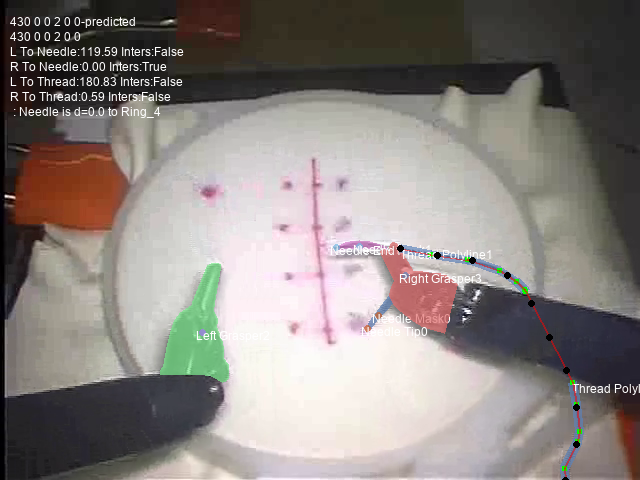 430 0 0 2 0 0-predicted
430 0 0 2 0 0
L To Needle:119.59 Inters:False
R To Needle:0.00 Inters:True
L To Thread:180.83 Inters:False
R To Thread:0.59 Inters:False
: Needle is d=0.0 to Ring_4
Needle End
Thread Polyline1
Right Grasper3
Needle Mask0
Needle Tip0
Left Grasper
Thread Poly